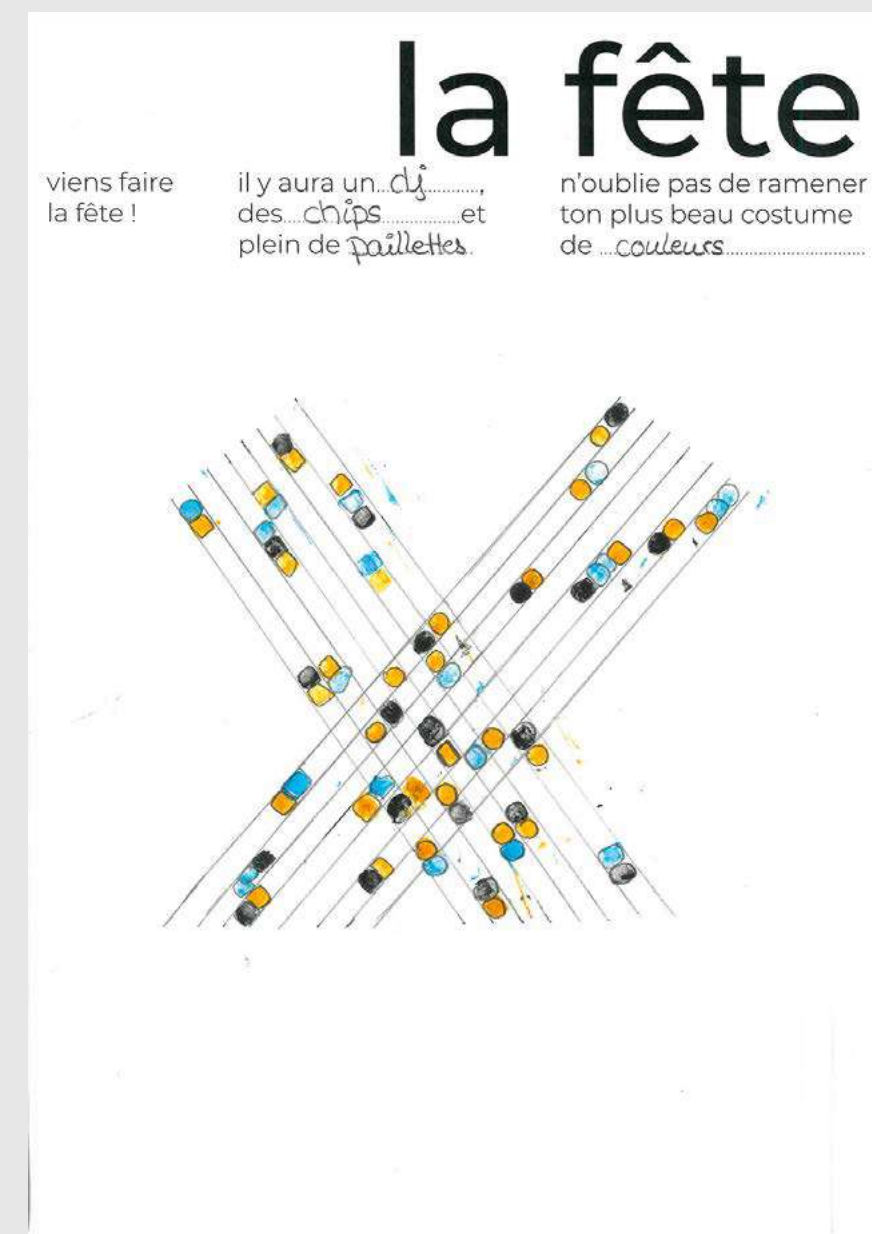 la fête
viens faire
la fête !
il y aura un dj,
des chips et
plein de paillettes.
n'oublie pas de ramener
ton plus beau costume
de couleurs